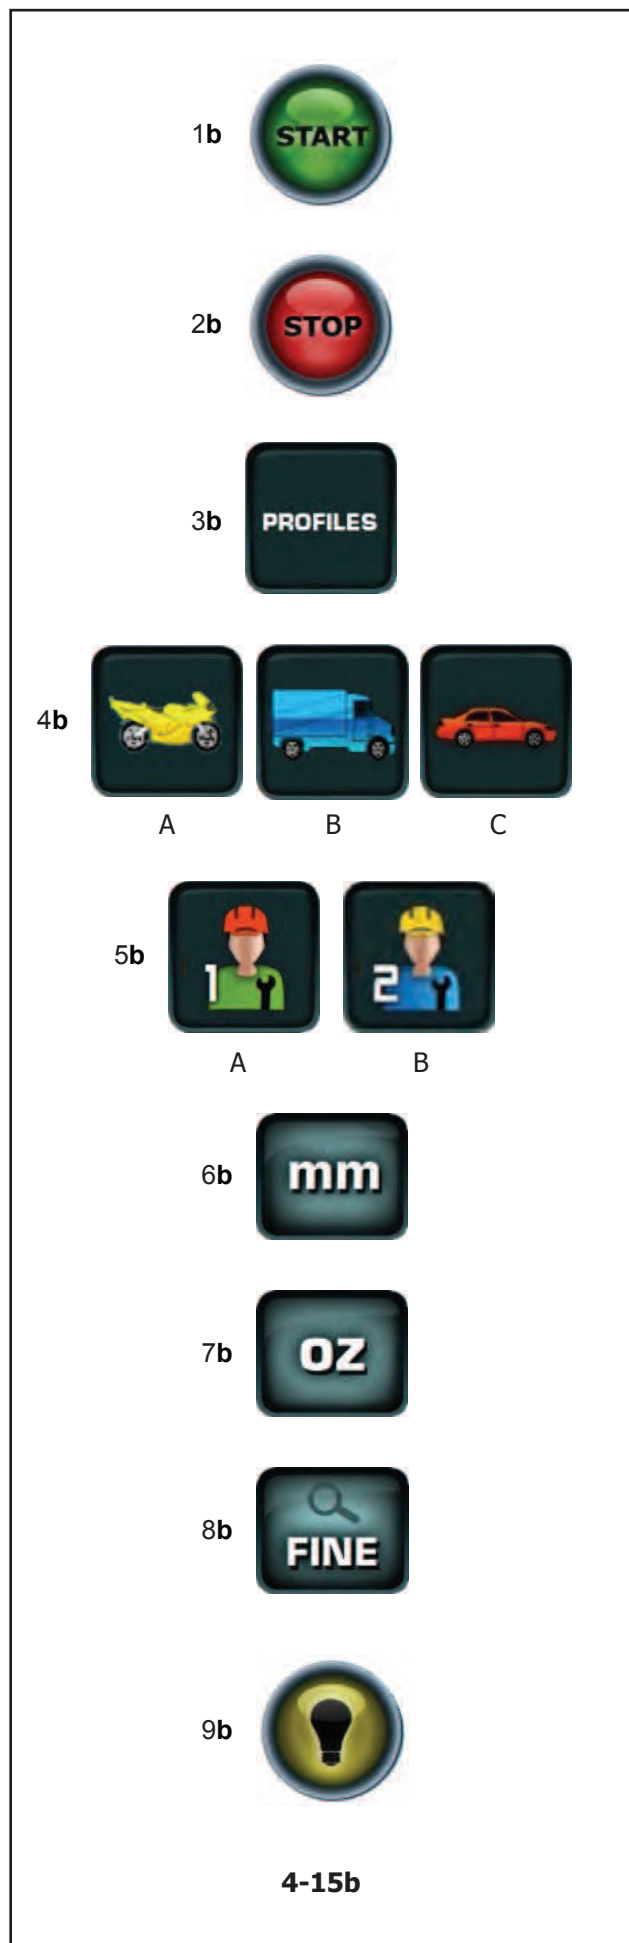 1b START
2b STOP
3b PROFILES
4b
A B C
5b 1 2
A B
6b mm
7b oz
8b FINE
9b
4-15b